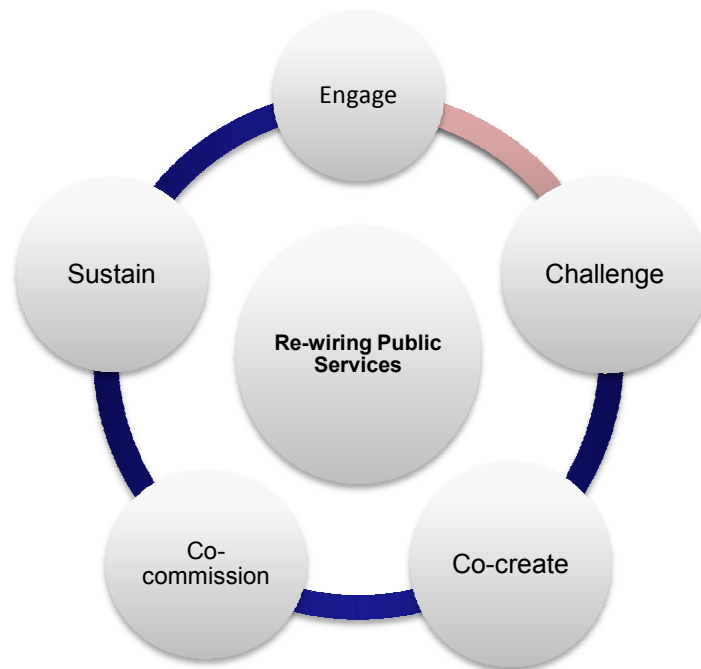 Engage
Sustain
Challenge
Re-wiring Public
Services
Co-
commission
Co-create